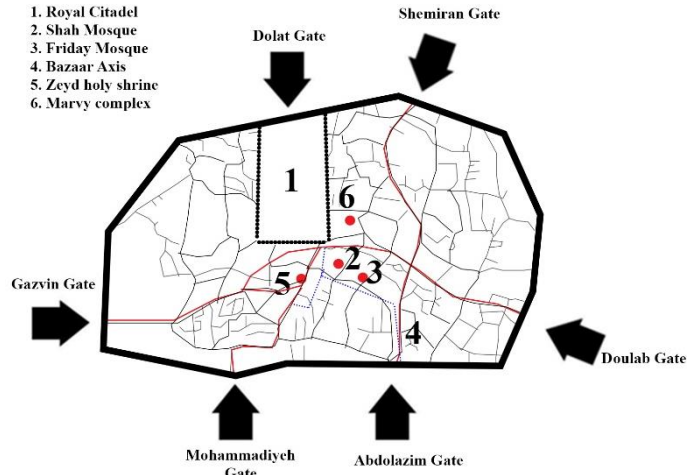 1. Royal Citadel
2. Shah Mosque
3. Friday Mosque
4. Bazaar Axis
5. Zeyd holy shrine
6. Marvy complex
Shemiran Gate
Dolat Gate
1
6
2
3
5
4
Gazvin Gate
Doulab Gate
Mohammadiyeh
Gate
Abdolazim Gate